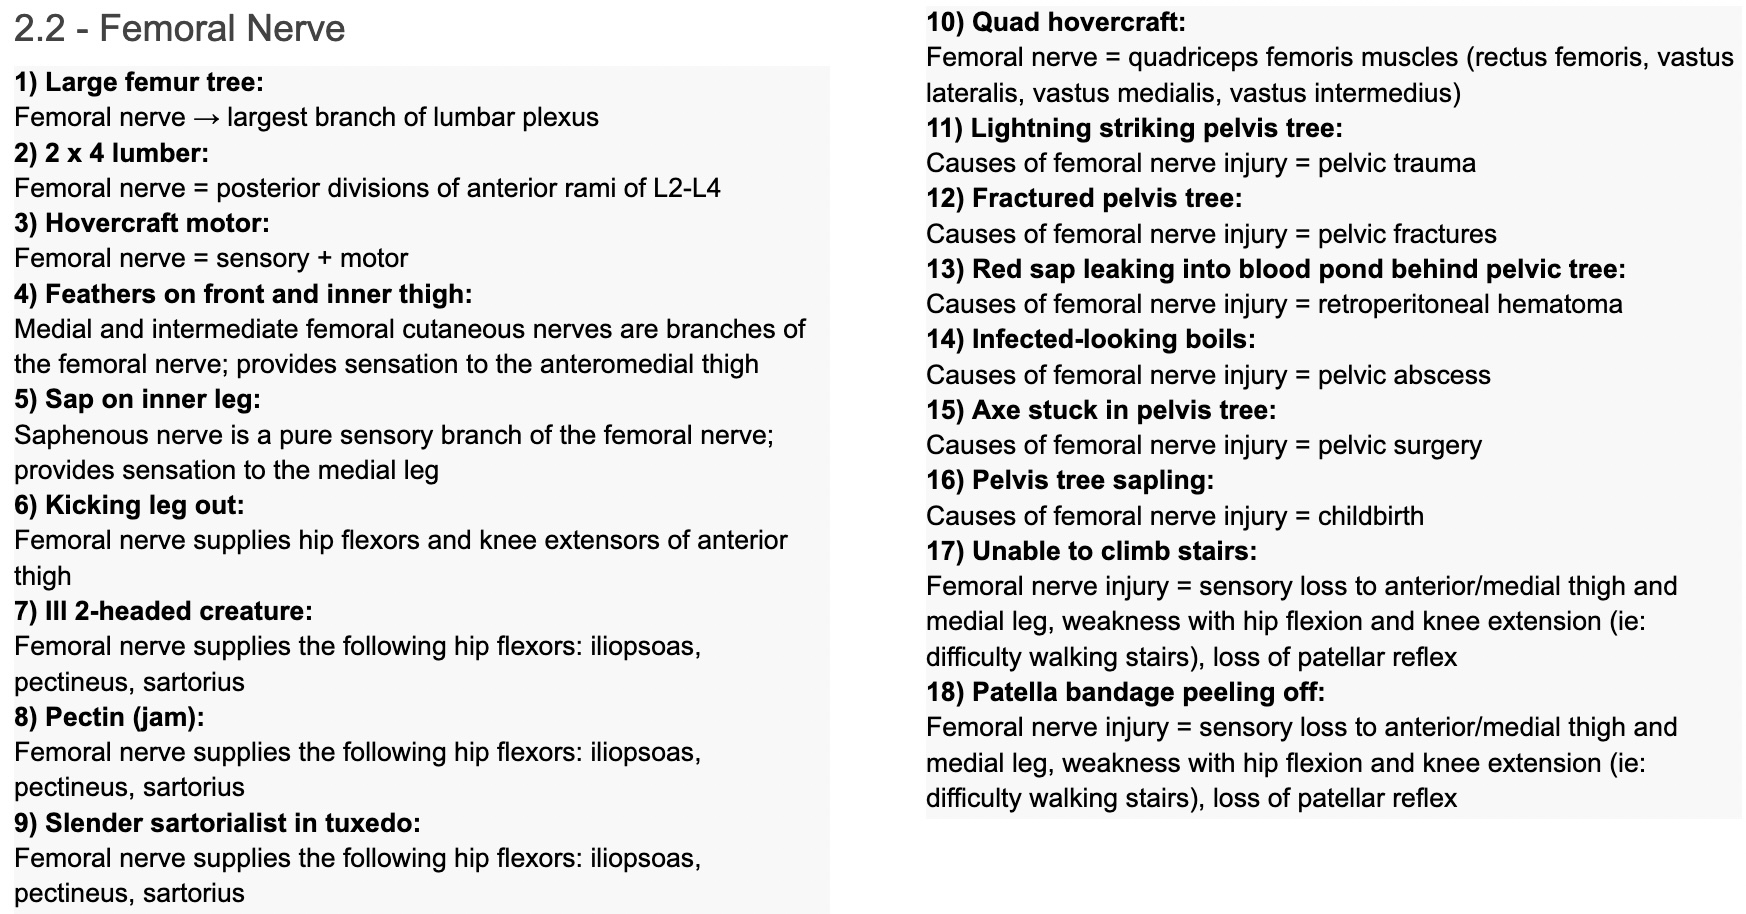 2.2 - Femoral Nerve
1) Large femur tree:
Femoral nerve → largest branch of lumbar plexus
2) 2 x 4 lumber:
Femoral nerve = posterior divisions of anterior rami of L2-L4
3) Hovercraft motor:
Femoral nerve = sensory + motor
4) Feathers on front and inner thigh:
Medial and intermediate femoral cutaneous nerves are branches of
the femoral nerve; provides sensation to the anteromedial thigh
5) Sap on inner leg:
Saphenous nerve is a pure sensory branch of the femoral nerve;
provides sensation to the medial leg
6) Kicking leg out:
Femoral nerve supplies hip flexors and knee extensors of anterior
thigh
7) Ill 2-headed creature:
Femoral nerve supplies the following hip flexors: iliopsoas,
pectineus, sartorius
8) Pectin (jam):
Femoral nerve supplies the following hip flexors: iliopsoas,
pectineus, sartorius
9) Slender sartorialist in tuxedo:
Femoral nerve supplies the following hip flexors: iliopsoas,
pectineus, sartorius
10) Quad hovercraft:
Femoral nerve = quadriceps femoris muscles (rectus femoris, vastus
lateralis, vastus medialis, vastus intermedius)
11) Lightning striking pelvis tree:
Causes of femoral nerve injury = pelvic trauma
12) Fractured pelvis tree:
Causes of femoral nerve injury = pelvic fractures
13) Red sap leaking into blood pond behind pelvic tree:
Causes of femoral nerve injury = retroperitoneal hematoma
14) Infected-looking boils:
Causes of femoral nerve injury = pelvic abscess
15) Axe stuck in pelvis tree:
Causes of femoral nerve injury = pelvic surgery
16) Pelvis tree sapling:
Causes of femoral nerve injury = childbirth
17) Unable to climb stairs:
Femoral nerve injury = sensory loss to anterior/medial thigh and
medial leg, weakness with hip flexion and knee extension (ie:
difficulty walking stairs), loss of patellar reflex
18) Patella bandage peeling off:
Femoral nerve injury = sensory loss to anterior/medial thigh and
medial leg, weakness with hip flexion and knee extension (ie:
difficulty walking stairs), loss of patellar reflex